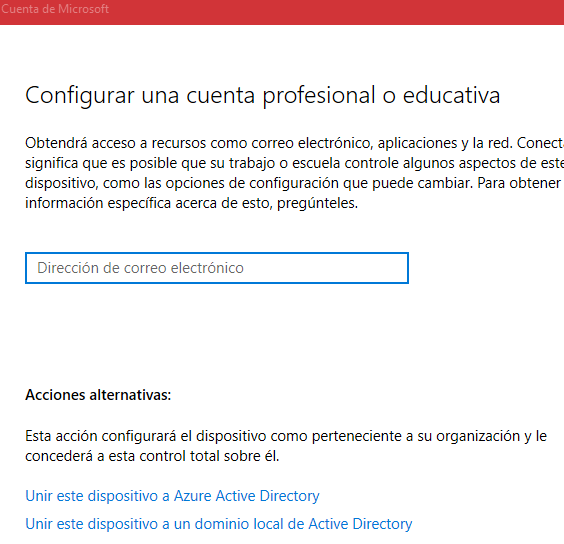 Cuenta de Microsoft
Configurar una cuenta profesional o educativa
Obtendrá acceso a recursos como correo electrónico, aplicaciones y la red.
significa que es posible que su trabajo o escuela controle algunos aspectos de este
dispositivo, como las opciones de configuración que puede cambiar. Para obtener
información específica acerca de esto, pregúnteles.
Dirección de correo electrónico
Acciones alternativas:
Esta acción configurará el dispositivo como perteneciente a su organización y le
concederá a esta control total sobre él.
Unir este dispositivo a Azure Active Directory
Unir este dispositivo a un dominio local de Active Directory